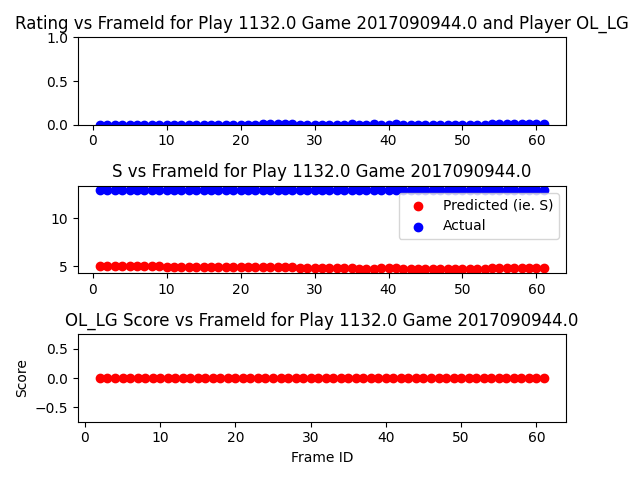 Rating vs FrameId for Play 1132.0 Game 2017090944.0 and Player OL_LG
1.0
0.5
0.0
0 10 20 30 40 50 60
S vs FrameId for Play 1132.0 Game 2017090944.0
10
5
Predicted (ie. S)
Actual
0 10 20 30 40 50 60
OL_LG Score vs FrameId for Play 1132.0 Game 2017090944.0
Score
0.5
0.0
−0.5
0 10 20 30 40 50 60
Frame ID